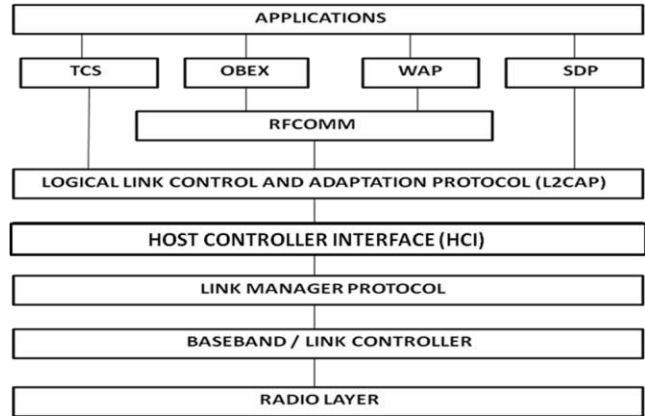 APPLICATIONS
TCS
OBEX
WAP
SDP
RFCOMM
LOGICAL LINK CONTROL AND ADAPTATION PROTOCOL (L2CAP)
HOST CONTROLLER INTERFACE (HCI)
LINK MANAGER PROTOCOL
BASEBAND / LINK CONTROLLER
RADIO LAYER